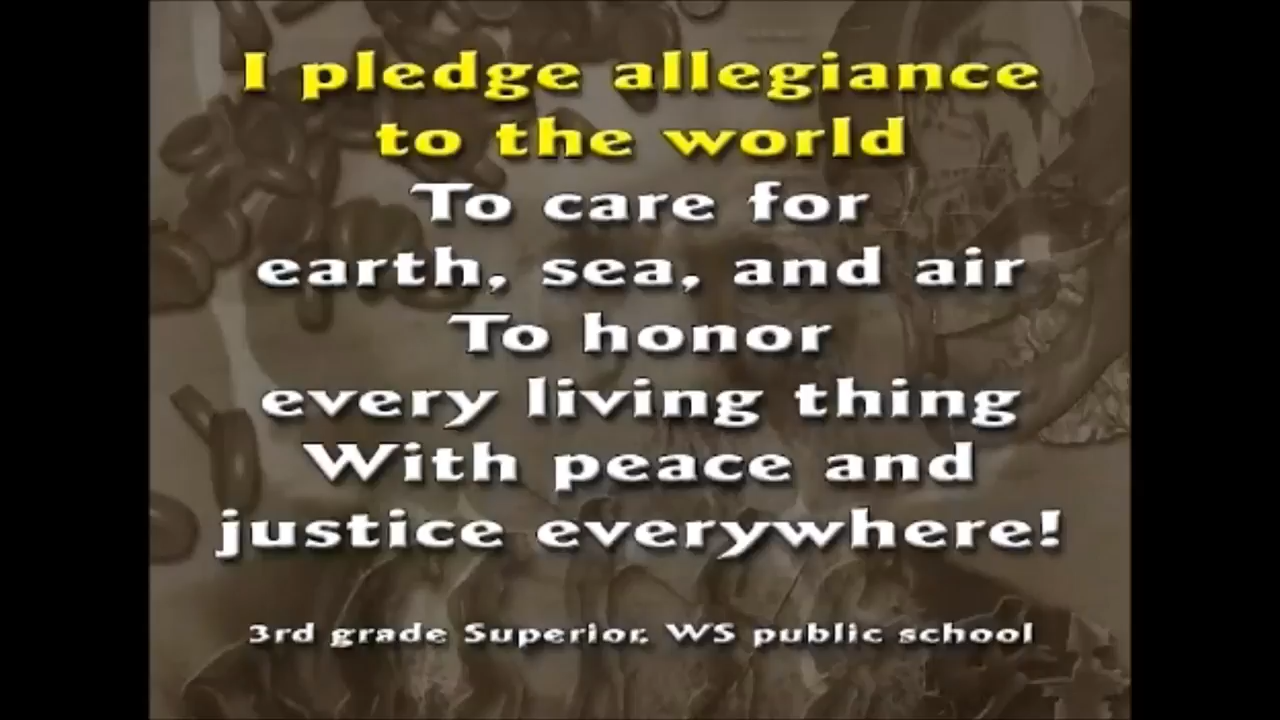 I pledge allegiance
to the world
To care for
earth, sea, and air
To honor
every living thing
With peace and
justice everywhere!
3rd grade Superior, WS public school